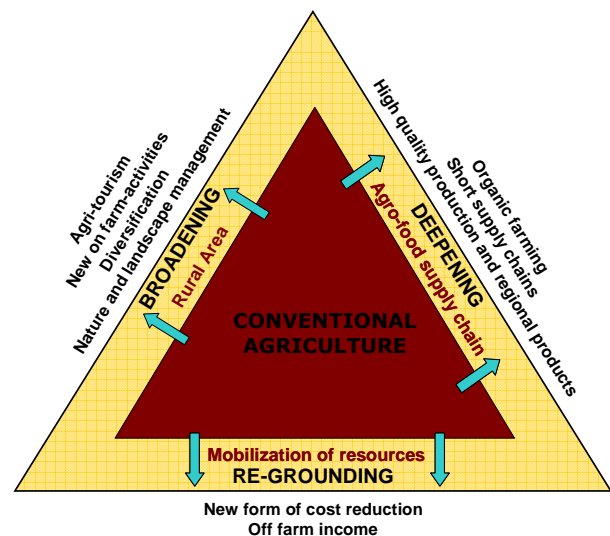 Agri-tourism
New on farm-activities
Diversification
Nature and landscape management
BROADENING
Rural Area
Organic farming
Short supply chains
High quality production and regional products
DEEPENING
Agro-food supply chain
CONVENTIONAL
AGRICULTURE
Mobilization of resources
RE-GROUNDING
New form of cost reduction
Off farm income